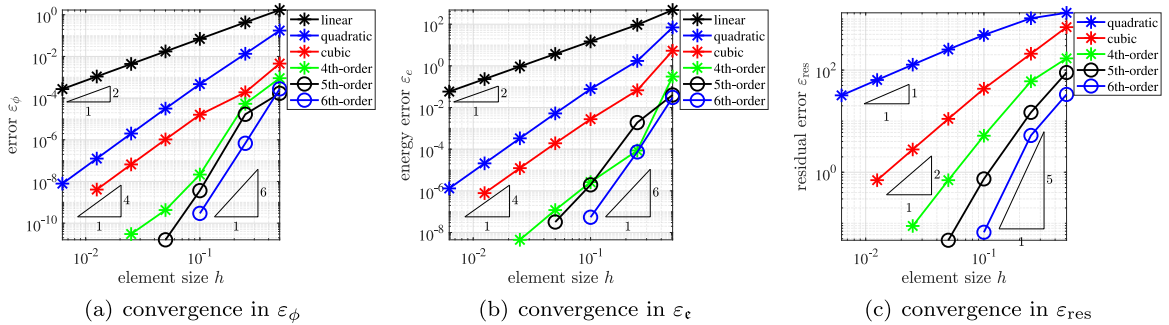 error ε_ϕ
10^0
10^-2
10^-4
10^-6
10^-8
10^-10
10^-2
10^-1
element size h
linear
quadratic
cubic
4th-order
5th-order
6th-order
2
1
4
1
6
1
(a) convergence in ε_ϕ
energy error ε_e
10^2
10^0
10^-2
10^-4
10^-6
10^-8
10^-2
10^-1
element size h
linear
quadratic
cubic
4th-order
5th-order
6th-order
2
1
4
1
6
1
(b) convergence in ε_𝔢
residual error ε_res
10^2
10^0
10^-2
10^-1
element size h
quadratic
cubic
4th-order
5th-order
6th-order
1
1
2
1
5
1
(c) convergence in ε_res